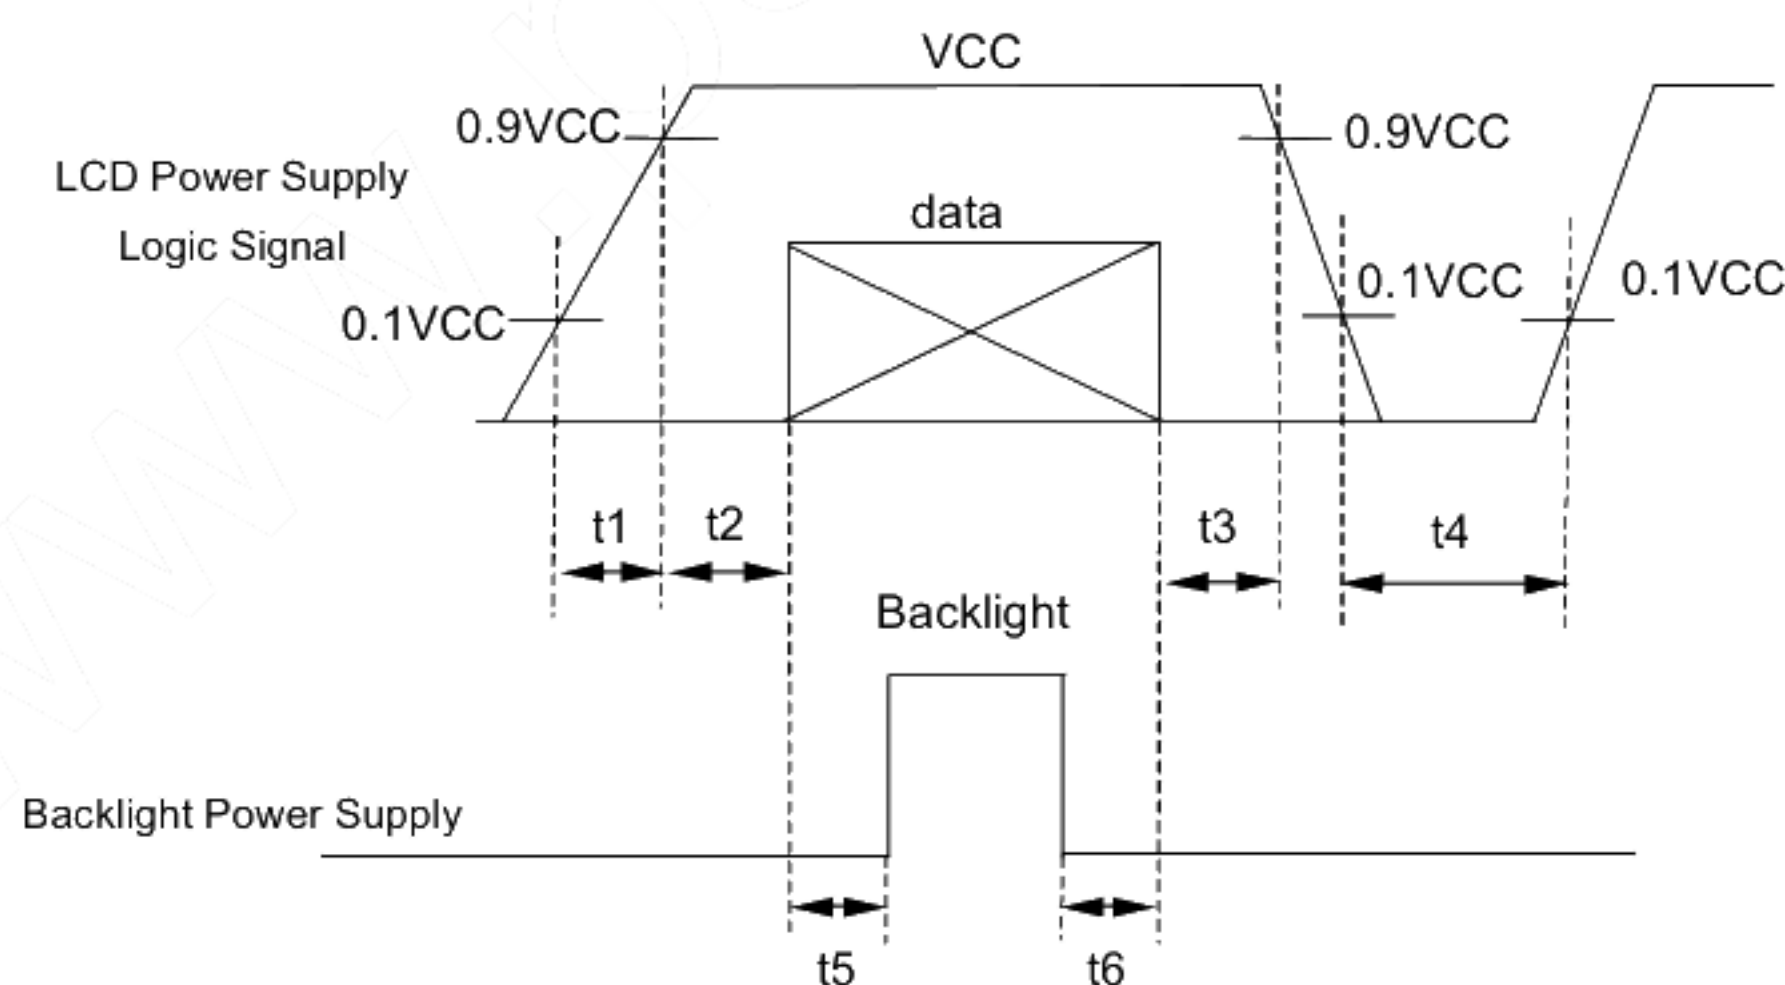 VCC
0.9VCC
0.9VCC
LCD Power Supply
Logic Signal
data
0.1VCC
0.1VCC
0.1VCC
t1
t2
t3
t4
Backlight
Backlight Power Supply
t5
t6